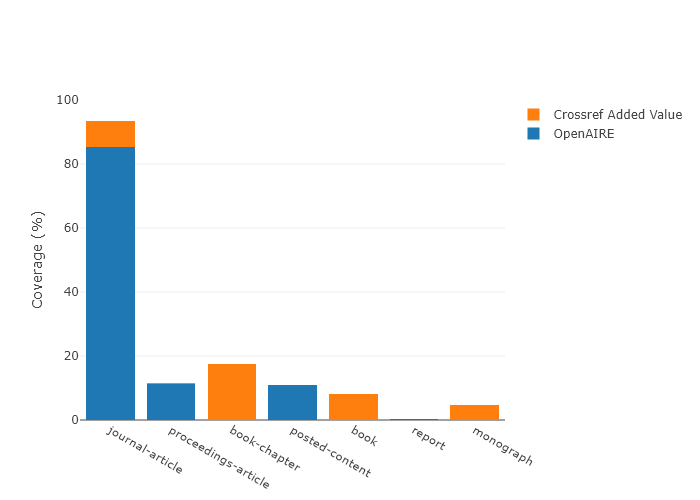 Crossref Added Value
OpenAIRE
Coverage (%)
100
80
60
40
20
0
journal-article
proceedings-article
book-chapter
posted-content
book
report
monograph